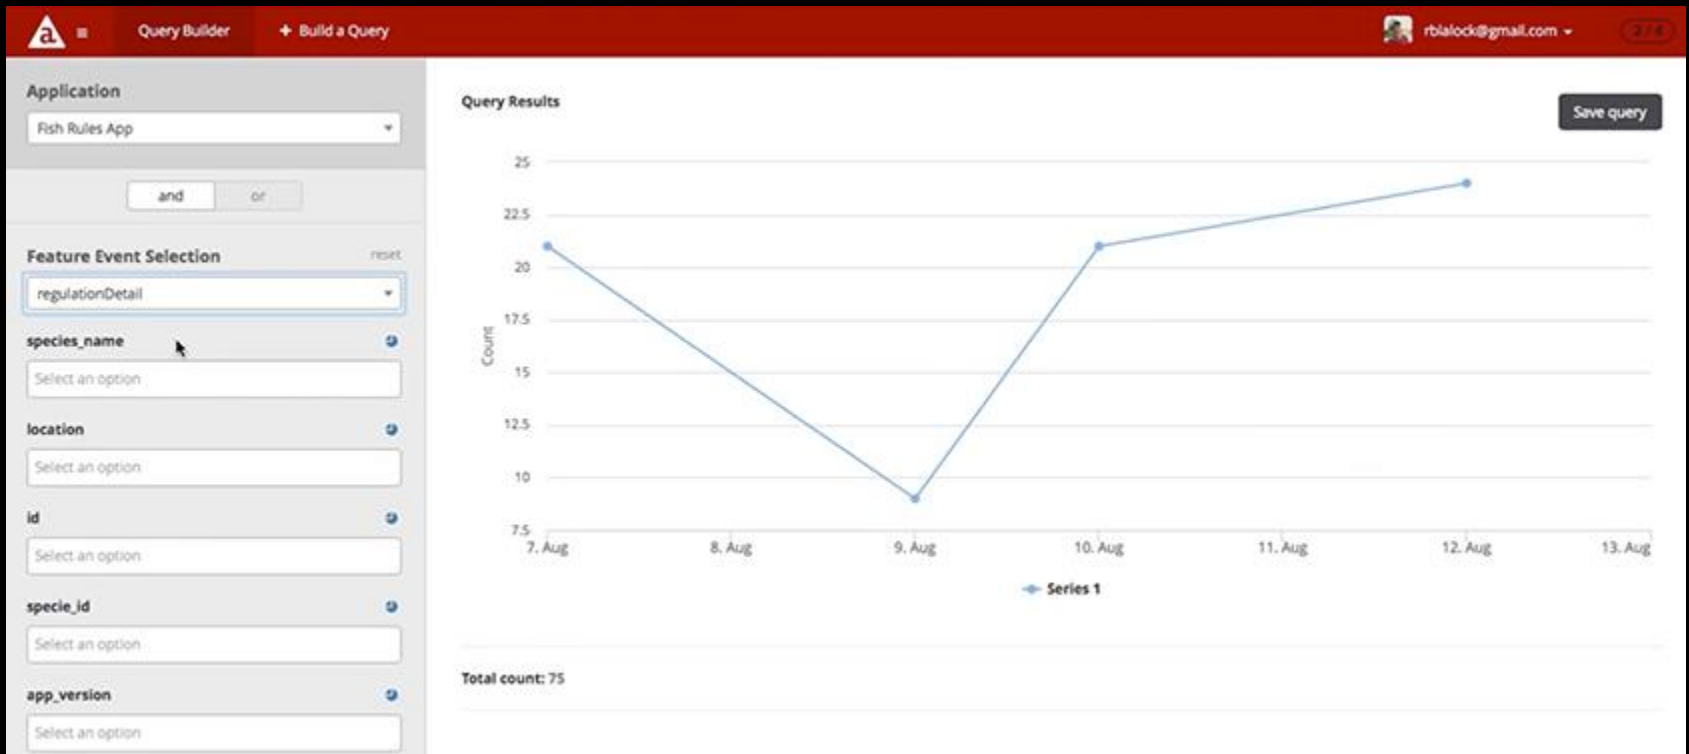 a
Query Builder
+ Build a Query
rblalock@gmail.com
Application
Fish Rules App
and
or
Feature Event Selection
reset
regulationDetail
species_name
Select an option
location
Select an option
id
Select an option
specie_id
Select an option
app_version
Select an option
Query Results
Save query
25
22.5
20
17.5
15
12.5
10
7.5
Count
7. Aug
8. Aug
9. Aug
10. Aug
11. Aug
12. Aug
13. Aug
Series 1
Total count: 75